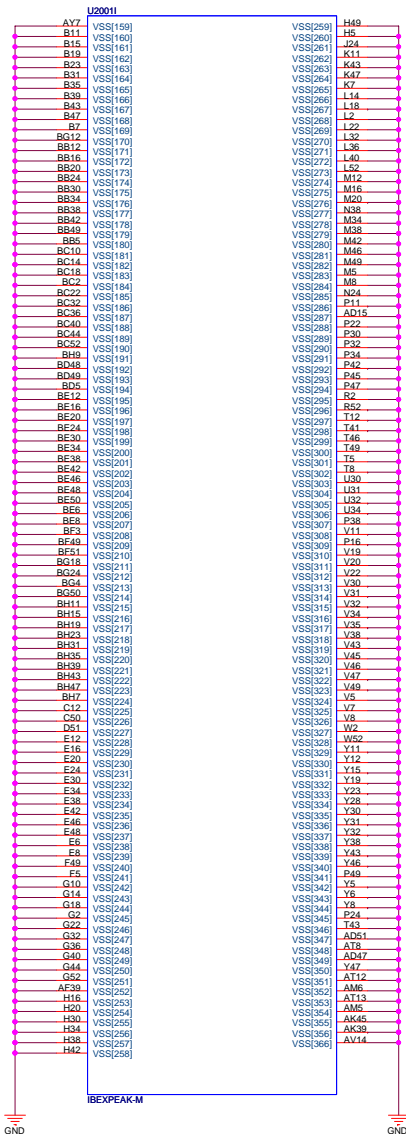 U2001I
AY7 VSS[159] VSS[259] H49
B11 VSS[160] VSS[260] H5
B15 VSS[161] VSS[261] J24
B19 VSS[162] VSS[262] K11
B23 VSS[163] VSS[263] K43
B31 VSS[164] VSS[264] K47
B35 VSS[165] VSS[265] K7
B39 VSS[166] VSS[266] L14
B43 VSS[167] VSS[267] L18
B47 VSS[168] VSS[268] L2
B7 VSS[169] VSS[269] L22
BG12 VSS[170] VSS[270] L32
BB12 VSS[171] VSS[271] L36
BB16 VSS[172] VSS[272] L40
BB20 VSS[173] VSS[273] L52
BB24 VSS[174] VSS[274] M12
BB30 VSS[175] VSS[275] M16
BB34 VSS[176] VSS[276] M20
BB38 VSS[177] VSS[277] N38
BB42 VSS[178] VSS[278] M34
BB49 VSS[179] VSS[279] M38
BB5 VSS[180] VSS[280] M42
BC10 VSS[181] VSS[281] M46
BC14 VSS[182] VSS[282] M49
BC18 VSS[183] VSS[283] M5
BC2 VSS[184] VSS[284] M8
BC22 VSS[185] VSS[285] N24
BC32 VSS[186] VSS[286] P11
BC36 VSS[187] VSS[287] AD15
BC40 VSS[188] VSS[288] P22
BC44 VSS[189] VSS[289] P30
BC52 VSS[190] VSS[290] P32
BH9 VSS[191] VSS[291] P34
BD48 VSS[192] VSS[292] P42
BD49 VSS[193] VSS[293] P45
BD5 VSS[194] VSS[294] P47
BE12 VSS[195] VSS[295] R2
BE16 VSS[196] VSS[296] R52
BE20 VSS[197] VSS[297] T12
BE24 VSS[198] VSS[298] T41
BE30 VSS[199] VSS[299] T46
BE34 VSS[200] VSS[300] T49
BE38 VSS[201] VSS[301] T5
BE42 VSS[202] VSS[302] T8
BE46 VSS[203] VSS[303] U30
BE48 VSS[204] VSS[304] U31
BE50 VSS[205] VSS[305] U32
BE6 VSS[206] VSS[306] U34
BE8 VSS[207] VSS[307] P38
BF3 VSS[208] VSS[308] V11
BF49 VSS[209] VSS[309] P16
BF51 VSS[210] VSS[310] V19
BG18 VSS[211] VSS[311] V20
BG24 VSS[212] VSS[312] V22
BG4 VSS[213] VSS[313] V30
BG50 VSS[214] VSS[314] V31
BH11 VSS[215] VSS[315] V32
BH15 VSS[216] VSS[316] V34
BH19 VSS[217] VSS[317] V35
BH23 VSS[218] VSS[318] V38
BH31 VSS[219] VSS[319] V43
BH35 VSS[220] VSS[320] V45
BH39 VSS[221] VSS[321] V46
BH43 VSS[222] VSS[322] V47
BH47 VSS[223] VSS[323] V49
BH7 VSS[224] VSS[324] V5
C12 VSS[225] VSS[325] V7
C50 VSS[226] VSS[326] V8
D51 VSS[227] VSS[327] W2
E12 VSS[228] VSS[328] W52
E16 VSS[229] VSS[329] Y11
E20 VSS[230] VSS[330] Y12
E24 VSS[231] VSS[331] Y15
E30 VSS[232] VSS[332] Y19
E34 VSS[233] VSS[333] Y23
E38 VSS[234] VSS[334] Y28
E42 VSS[235] VSS[335] Y30
E46 VSS[236] VSS[336] Y31
E48 VSS[237] VSS[337] Y32
E6 VSS[238] VSS[338] Y38
E8 VSS[239] VSS[339] Y43
F49 VSS[240] VSS[340] Y46
F5 VSS[241] VSS[341] P49
G10 VSS[242] VSS[342] Y5
G14 VSS[243] VSS[343] Y6
G18 VSS[244] VSS[344] Y8
G2 VSS[245] VSS[345] P24
G22 VSS[246] VSS[346] T43
G32 VSS[247] VSS[347] AD51
G36 VSS[248] VSS[348] AT8
G40 VSS[249] VSS[349] AD47
G44 VSS[250] VSS[350] Y47
G52 VSS[251] VSS[351] AT12
AF39 VSS[252] VSS[352] AM6
H16 VSS[253] VSS[353] AT13
H20 VSS[254] VSS[354] AM5
H30 VSS[255] VSS[355] AK45
H34 VSS[256] VSS[356] AK39
H38 VSS[257] VSS[366] AV14
H42 VSS[258]
IBEXPEAK-M
GND GND